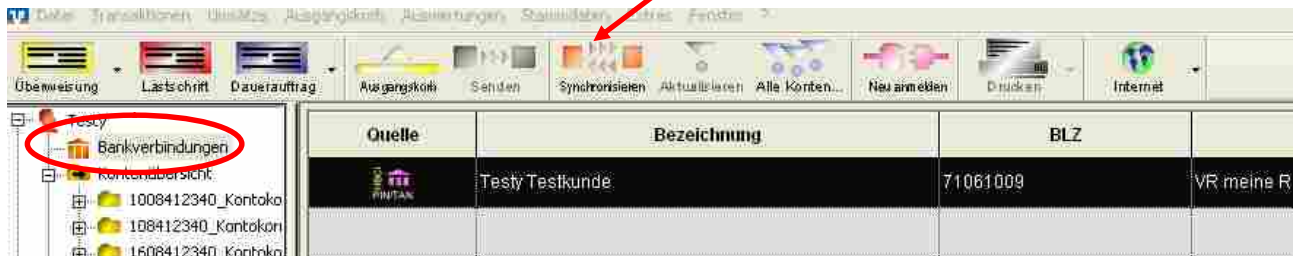 Datei Transaktionen Umsätze Ausgangskorb Auswertungen Stammdaten Extras Fenster ?
Überweisung Lastschrift Dauerauftrag Ausgangskorb Senden Synchronisieren Aktualisieren Alle Konten... Neu anmelden Drucken Internet
Testy
Bankverbindungen
Kontenübersicht
1008412340_Kontoko
108412340_Kontokorr
1608412340_Kontoko
Quelle Bezeichnung BLZ
PIN/TAN Testy Testkunde 71061009 VR meine R